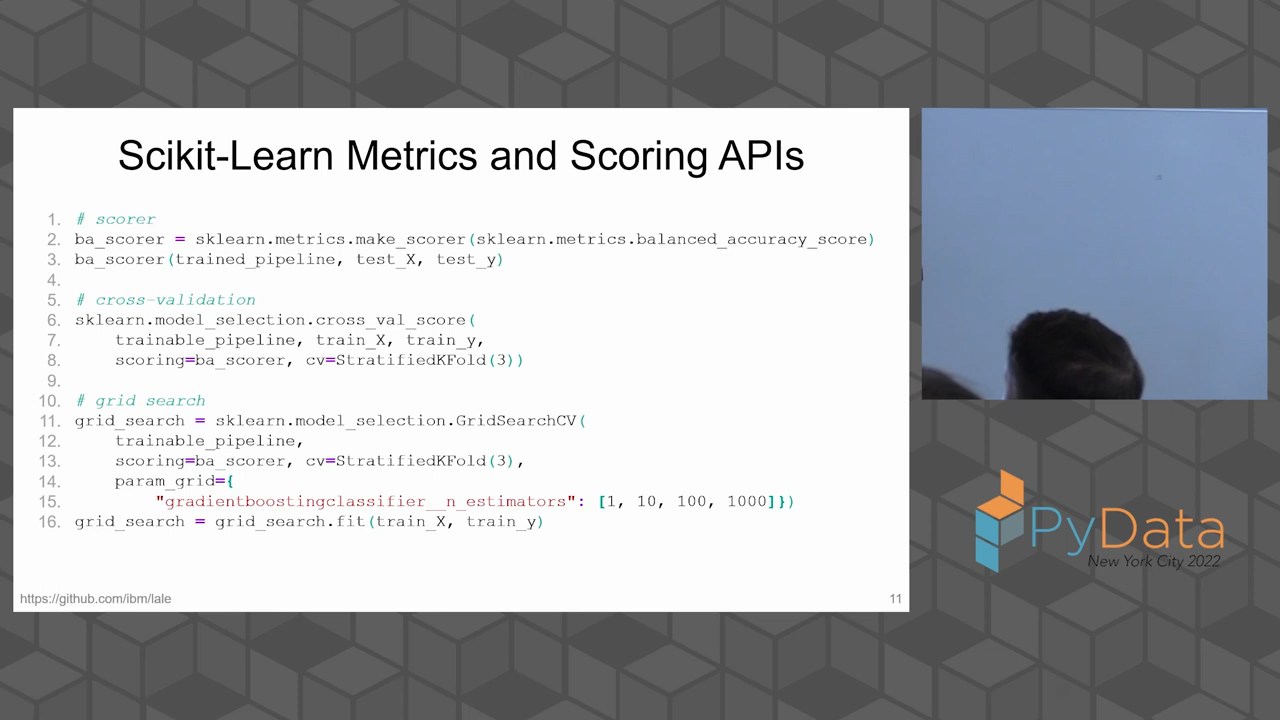 Scikit-Learn Metrics and Scoring APIs
1. # scorer
2. ba_scorer = sklearn.metrics.make_scorer(sklearn.metrics.balanced_accuracy_score)
3. ba_scorer(trained_pipeline, test_X, test_y)
4.
5. # cross-validation
6. sklearn.model_selection.cross_val_score(
7.     trainable_pipeline, train_X, train_y,
8.     scoring=ba_scorer, cv=StratifiedKFold(3))
9.
10. # grid search
11. grid_search = sklearn.model_selection.GridSearchCV(
12.     trainable_pipeline,
13.     scoring=ba_scorer, cv=StratifiedKFold(3),
14.     param_grid={
15.         "gradientboostingclassifier__n_estimators": [1, 10, 100, 1000]})
16. grid_search = grid_search.fit(train_X, train_y)
https://github.com/ibm/lale
11
PyData
New York City 2022